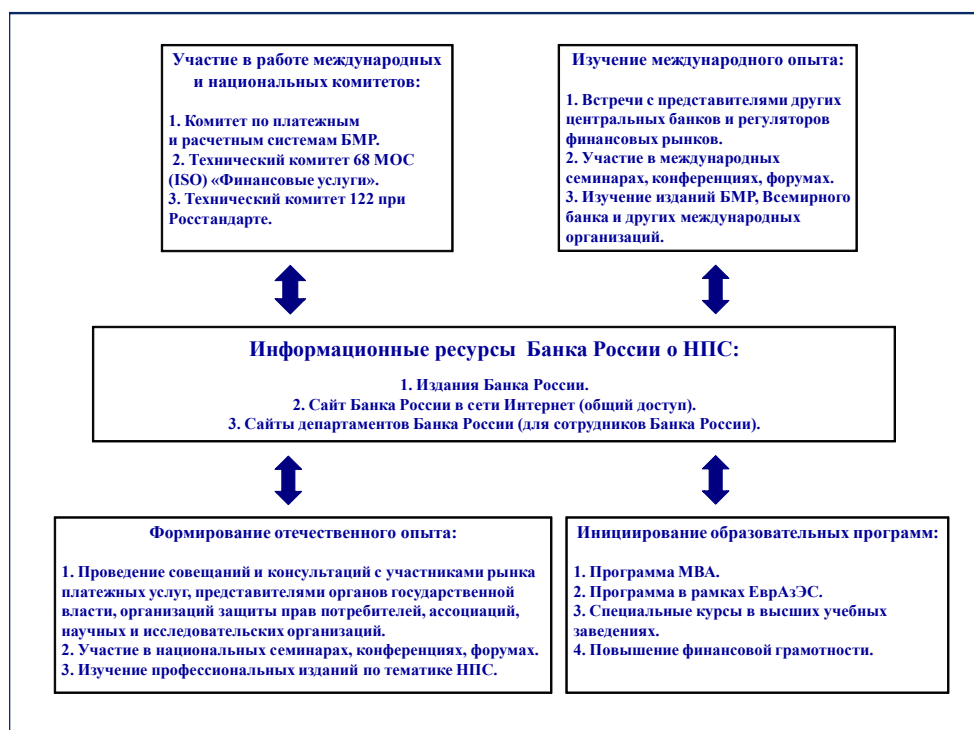 Участие в работе международных
и национальных комитетов:
1. Комитет по платежным
и расчетным системам БМР.
2. Технический комитет 68 МОС
(ISO) «Финансовые услуги».
3. Технический комитет 122 при
Росстандарте.
Изучение международного опыта:
1. Встречи с представителями других
центральных банков и регуляторов
финансовых рынков.
2. Участие в международных
семинарах, конференциях, форумах.
3. Изучение изданий БМР, Всемирного
банка и других международных
организаций.
Информационные ресурсы Банка России о НПС:
1. Издания Банка России.
2. Сайт Банка России в сети Интернет (общий доступ).
3. Сайты департаментов Банка России (для сотрудников Банка России).
Формирование отечественного опыта:
1. Проведение совещаний и консультаций с участниками рынка
платежных услуг, представителями органов государственной
власти, организаций защиты прав потребителей, ассоциаций,
научных и исследовательских организаций.
2. Участие в национальных семинарах, конференциях, форумах.
3. Изучение профессиональных изданий по тематике НПС.
Инициирование образовательных программ:
1. Программа МВА.
2. Программа в рамках ЕврАзЭС.
3. Специальные курсы в высших учебных
заведениях.
4. Повышение финансовой грамотности.